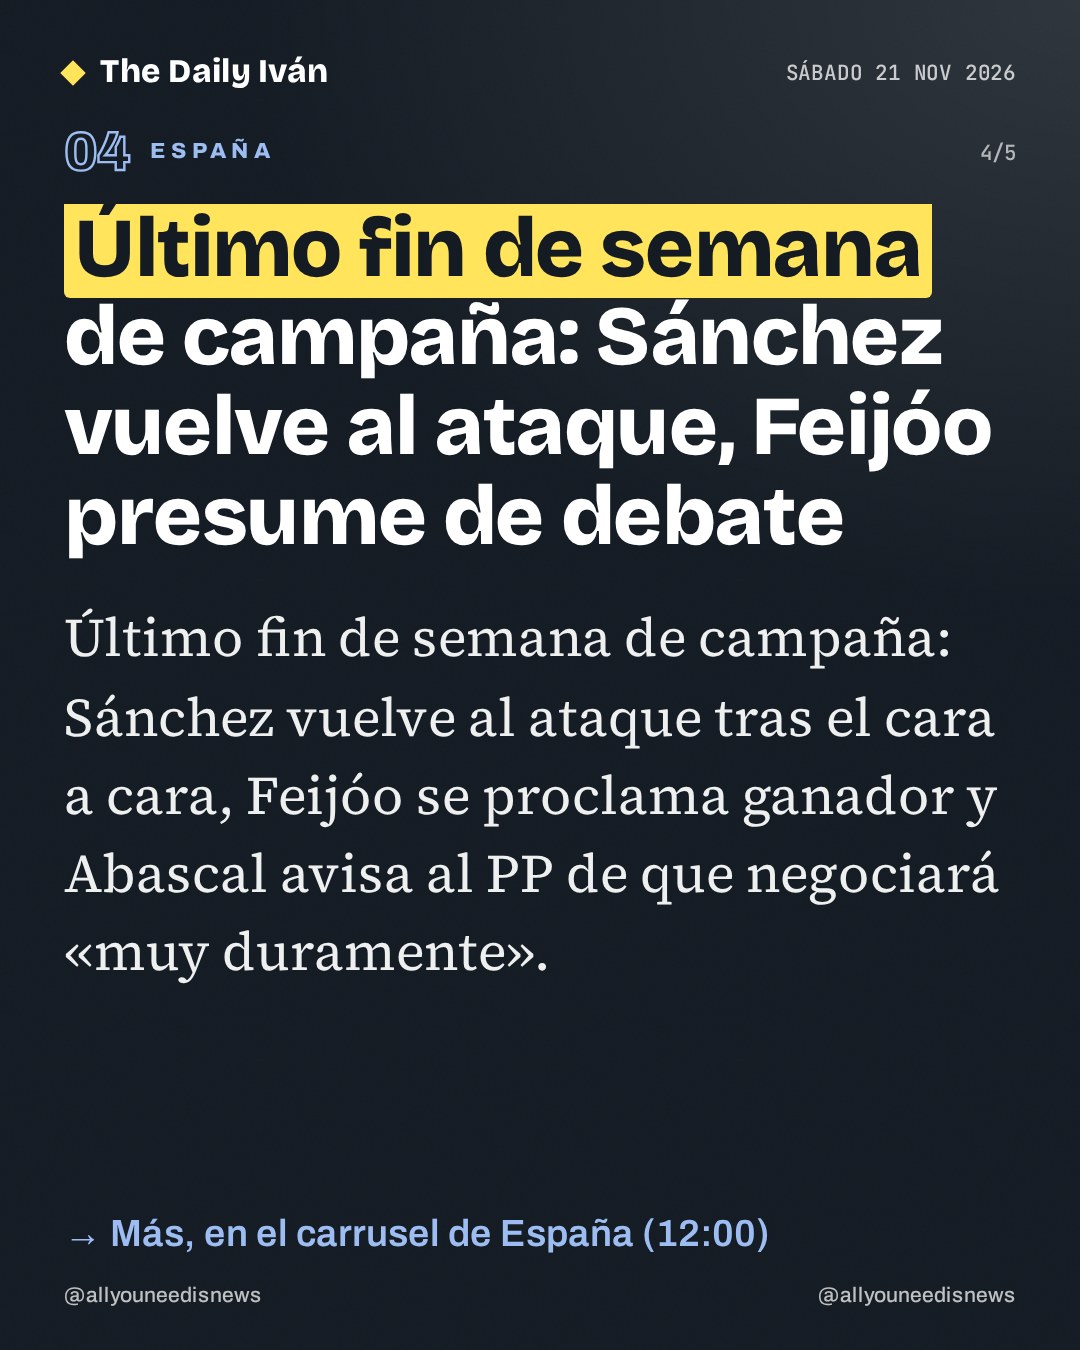 The Daily Iván
SÁBADO 21 NOV 2026
04 ESPAÑA
4/5
Último fin de semana
de campaña: Sánchez
vuelve al ataque, Feijóo
presume de debate
Último fin de semana de campaña:
Sánchez vuelve al ataque tras el cara
a cara, Feijóo se proclama ganador y
Abascal avisa al PP de que negociará
«muy duramente».
→ Más, en el carrusel de España (12:00)
@allyouneedisnews
@allyouneedisnews